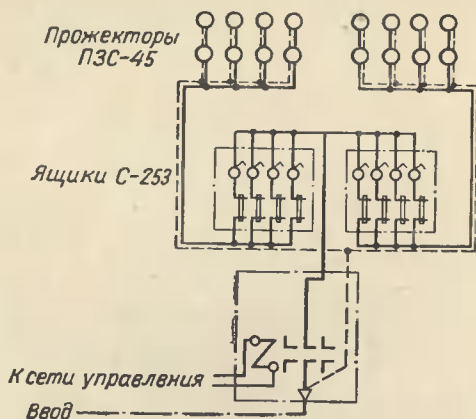 Прожекторы
ПЗС-45
Ящики С-253
К сети управления
Ввод